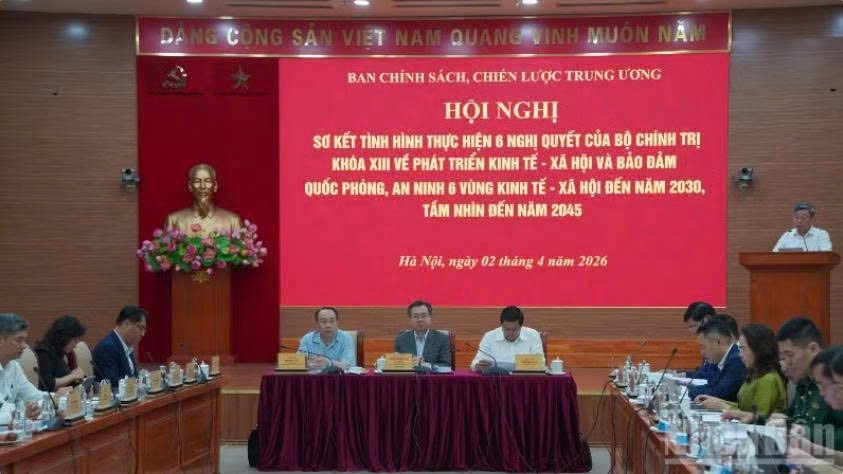 ĐẢNG CỘNG SẢN VIỆT NAM QUANG VINH MUÔN NĂM
BAN CHÍNH SÁCH, CHIẾN LƯỢC TRUNG ƯƠNG
HỘI NGHỊ
SƠ KẾT TÌNH HÌNH THỰC HIỆN 6 NGHỊ QUYẾT CỦA BỘ CHÍNH TRỊ
KHÓA XIII VỀ PHÁT TRIỂN KINH TẾ - XÃ HỘI VÀ BẢO ĐẢM
QUỐC PHÒNG, AN NINH 6 VÙNG KINH TẾ - XÃ HỘI ĐẾN NĂM 2030,
TẦM NHÌN ĐẾN NĂM 2045
Hà Nội, ngày 02 tháng 4 năm 2026
NhânDân